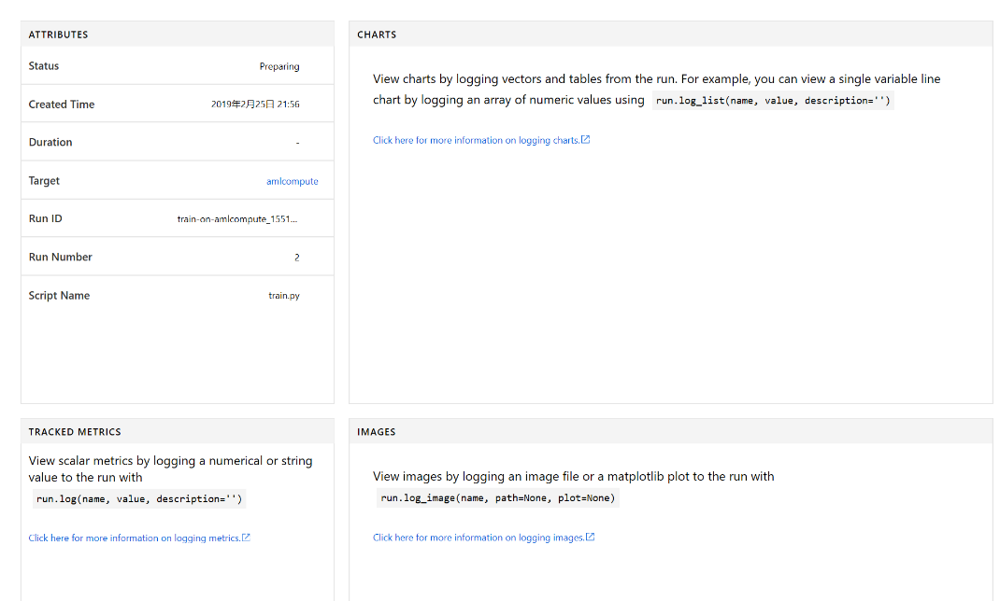 ATTRIBUTES
Status Preparing
Created Time 2019年2月25日 21:56
Duration -
Target amlcompute
Run ID train-on-amlcompute_1551...
Run Number 2
Script Name train.py
CHARTS
View charts by logging vectors and tables from the run. For example, you can view a single variable line
chart by logging an array of numeric values using run.log_list(name, value, description='')
Click here for more information on logging charts.
TRACKED METRICS
View scalar metrics by logging a numerical or string
value to the run with
run.log(name, value, description='')
Click here for more information on logging metrics.
IMAGES
View images by logging an image file or a matplotlib plot to the run with
run.log_image(name, path=None, plot=None)
Click here for more information on logging images.